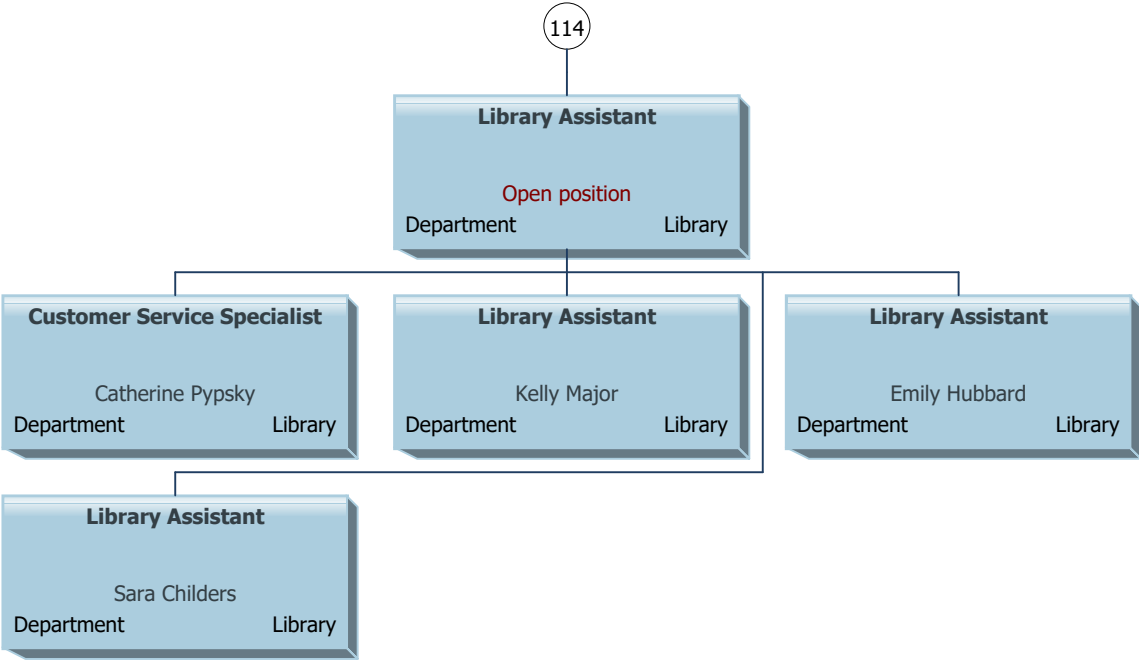 114
Library Assistant
Open position
Department Library
Customer Service Specialist
Catherine Pypsky
Department Library
Library Assistant
Kelly Major
Department Library
Library Assistant
Emily Hubbard
Department Library
Library Assistant
Sara Childers
Department Library